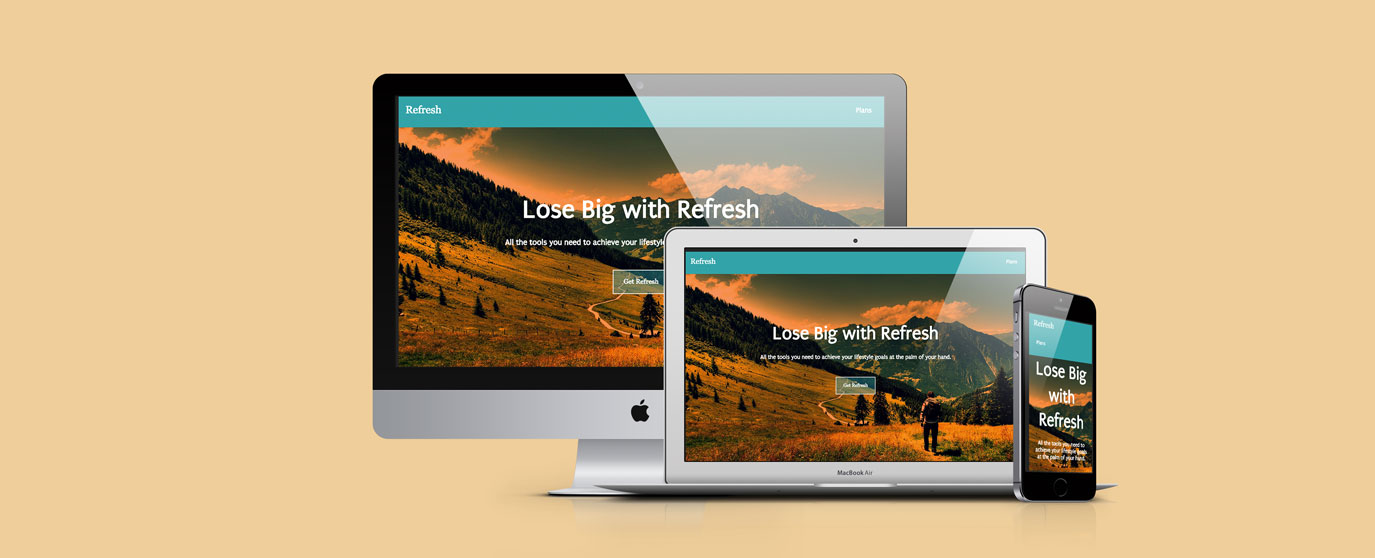 Refresh
Plans
Lose Big with Refresh
All the tools you need to achieve your lifesty
Get Refresh
Refresh
Plans
Lose Big with Refresh
All the tools you need to achieve your lifestyle goals at the palm of your hand.
Get Refresh
MacBook Air
Refresh
Plans
Lose Big
with
Refresh
All the tools you need to
achieve your lifestyle goals
at the palm of your hand.